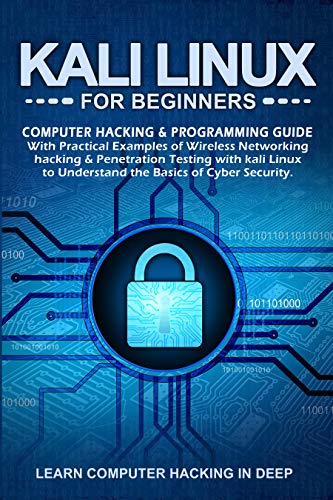 KALI LINUX
FOR BEGINNERS
COMPUTER HACKING & PROGRAMMING GUIDE
With Practical Examples of Wireless Networking
hacking & Penetration Testing with kali Linux
to Understand the Basics of Cyber Security.
LEARN COMPUTER HACKING IN DEEP